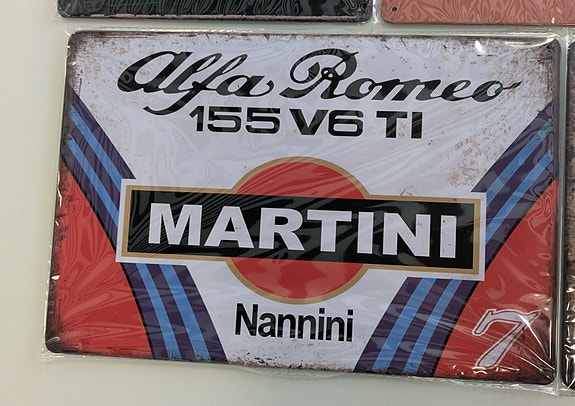 Alfa Romeo
155 V6 TI
MARTINI
Nannini
7